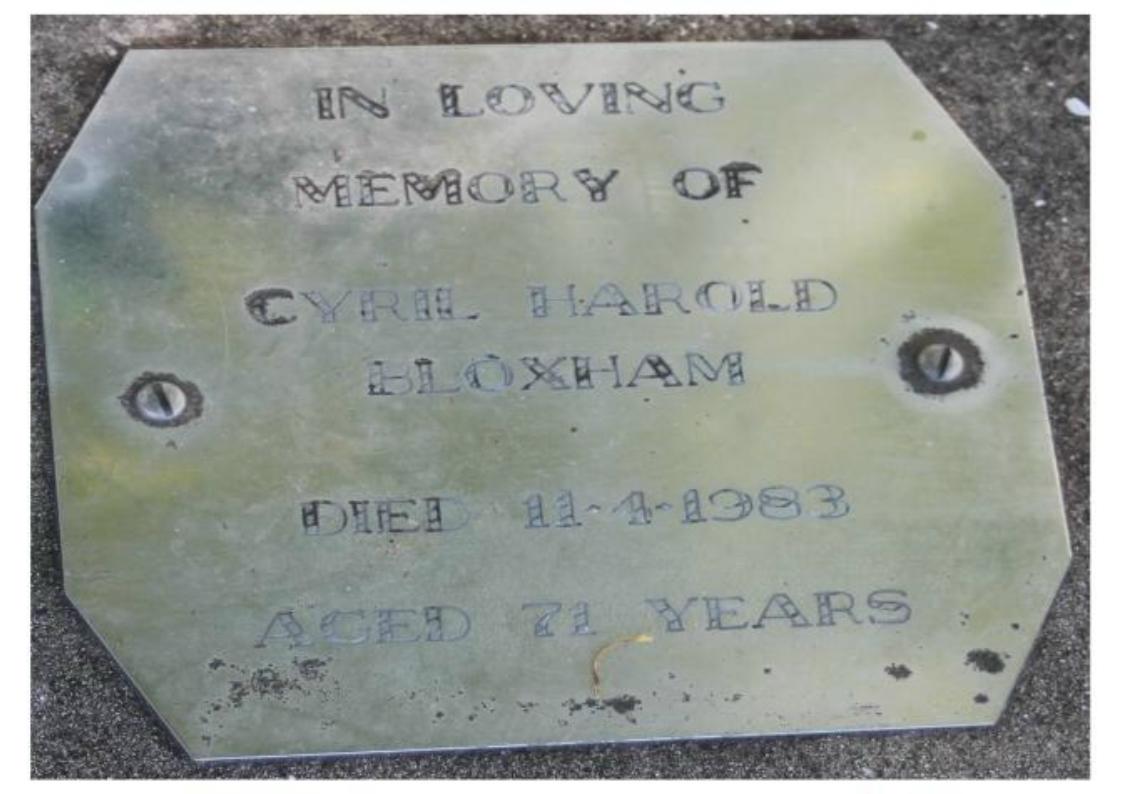 IN LOVING
MEMORY OF
CYRIL HAROLD
BLOXHAM
DIED 11-4-1983
AGED 71 YEARS